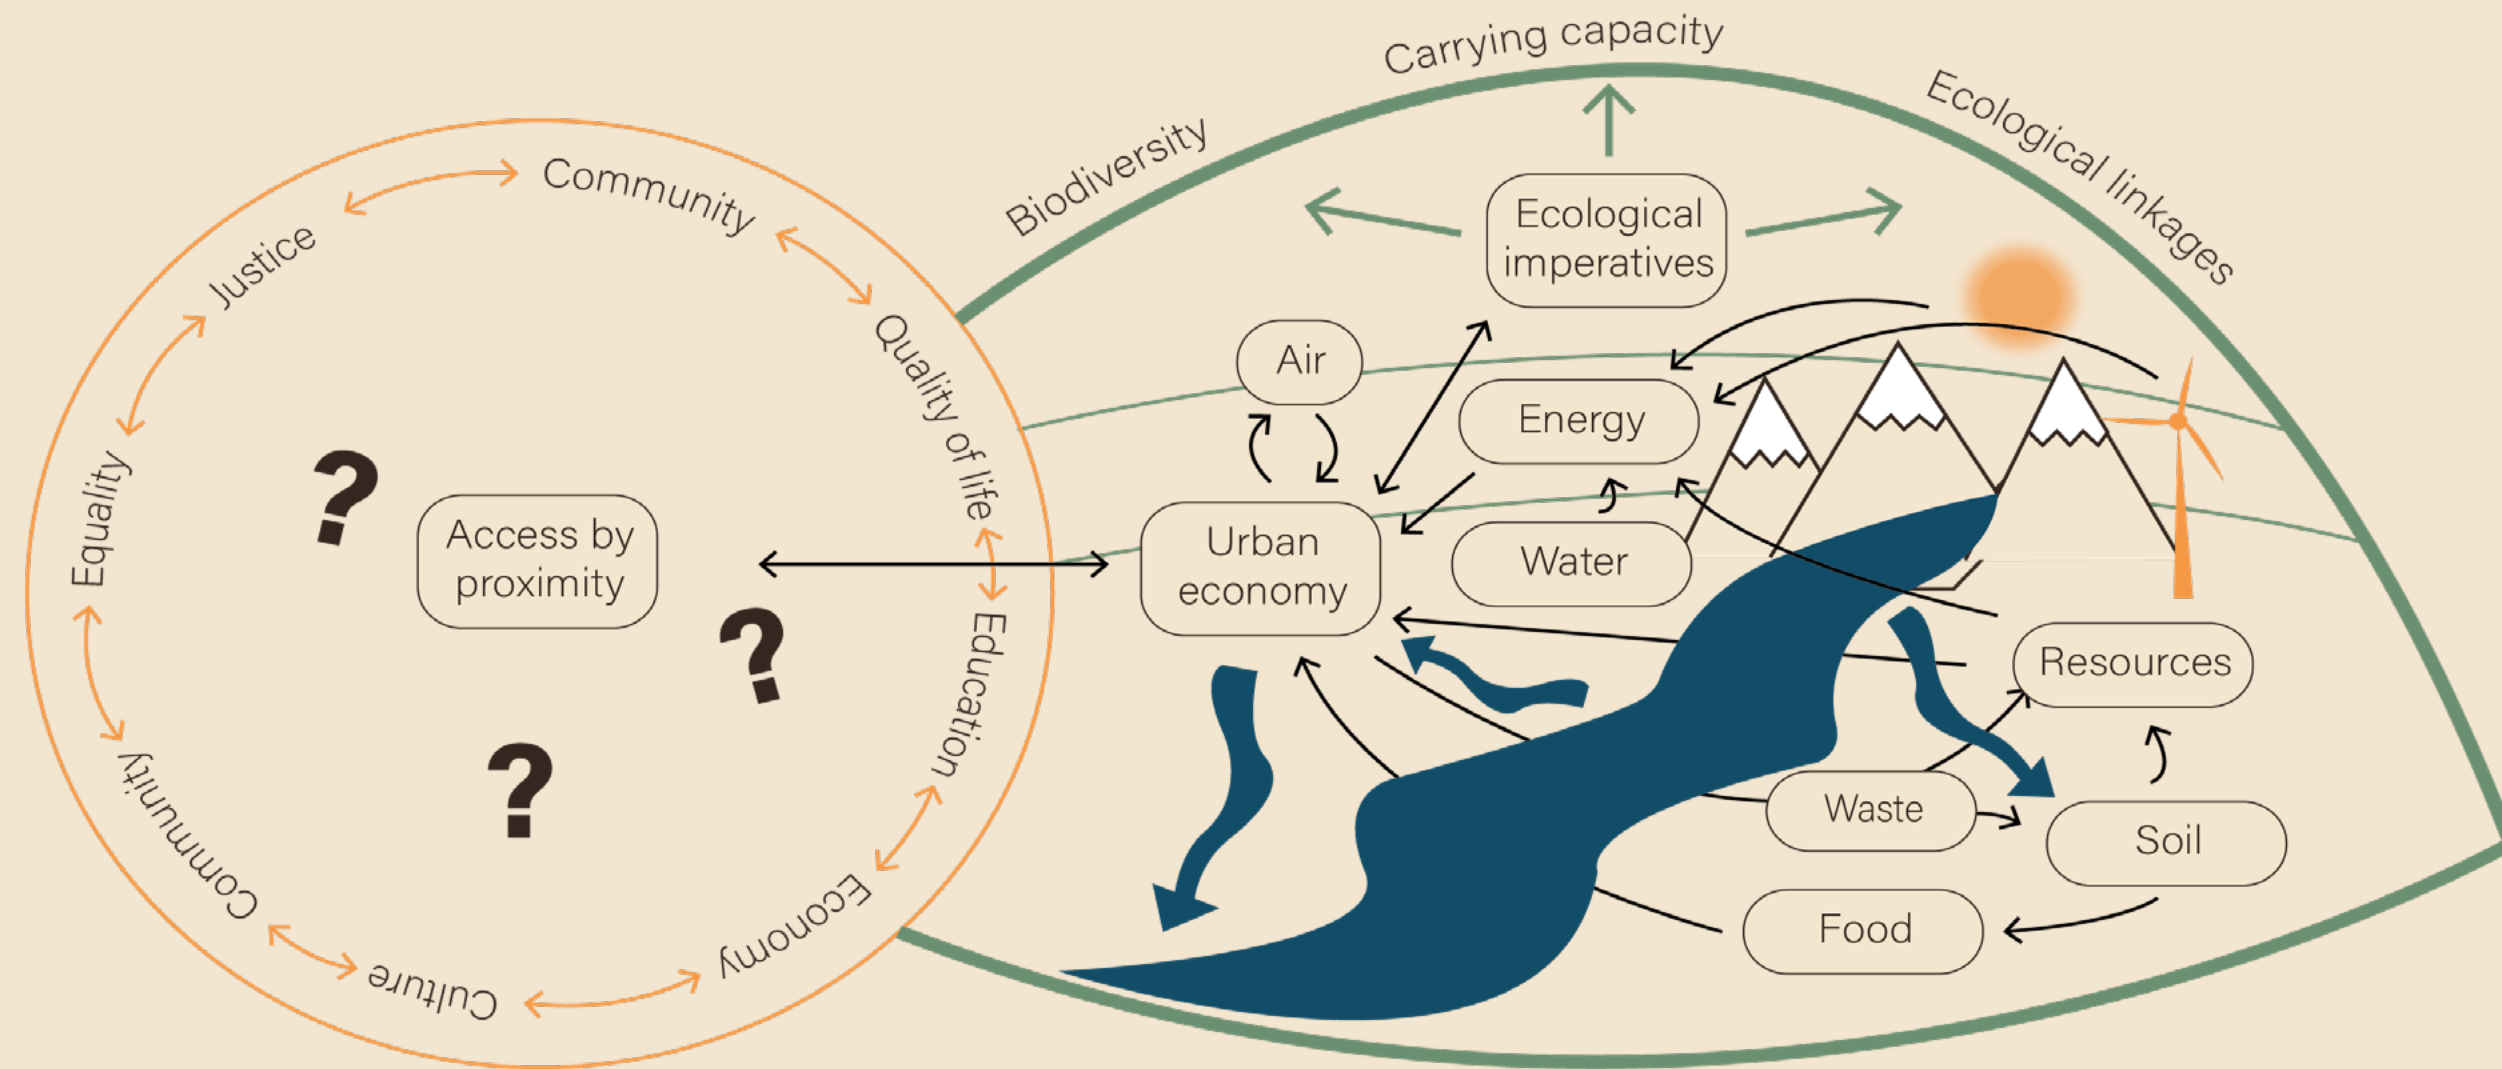 Carrying capacity
Biodiversity
Ecological linkages
Ecological
imperatives
Community
Justice
Quality of life
Equality
Education
Community
Economy
Culture
?
?
?
Access by
proximity
Air
Energy
Urban
economy
Water
Resources
Waste
Soil
Food